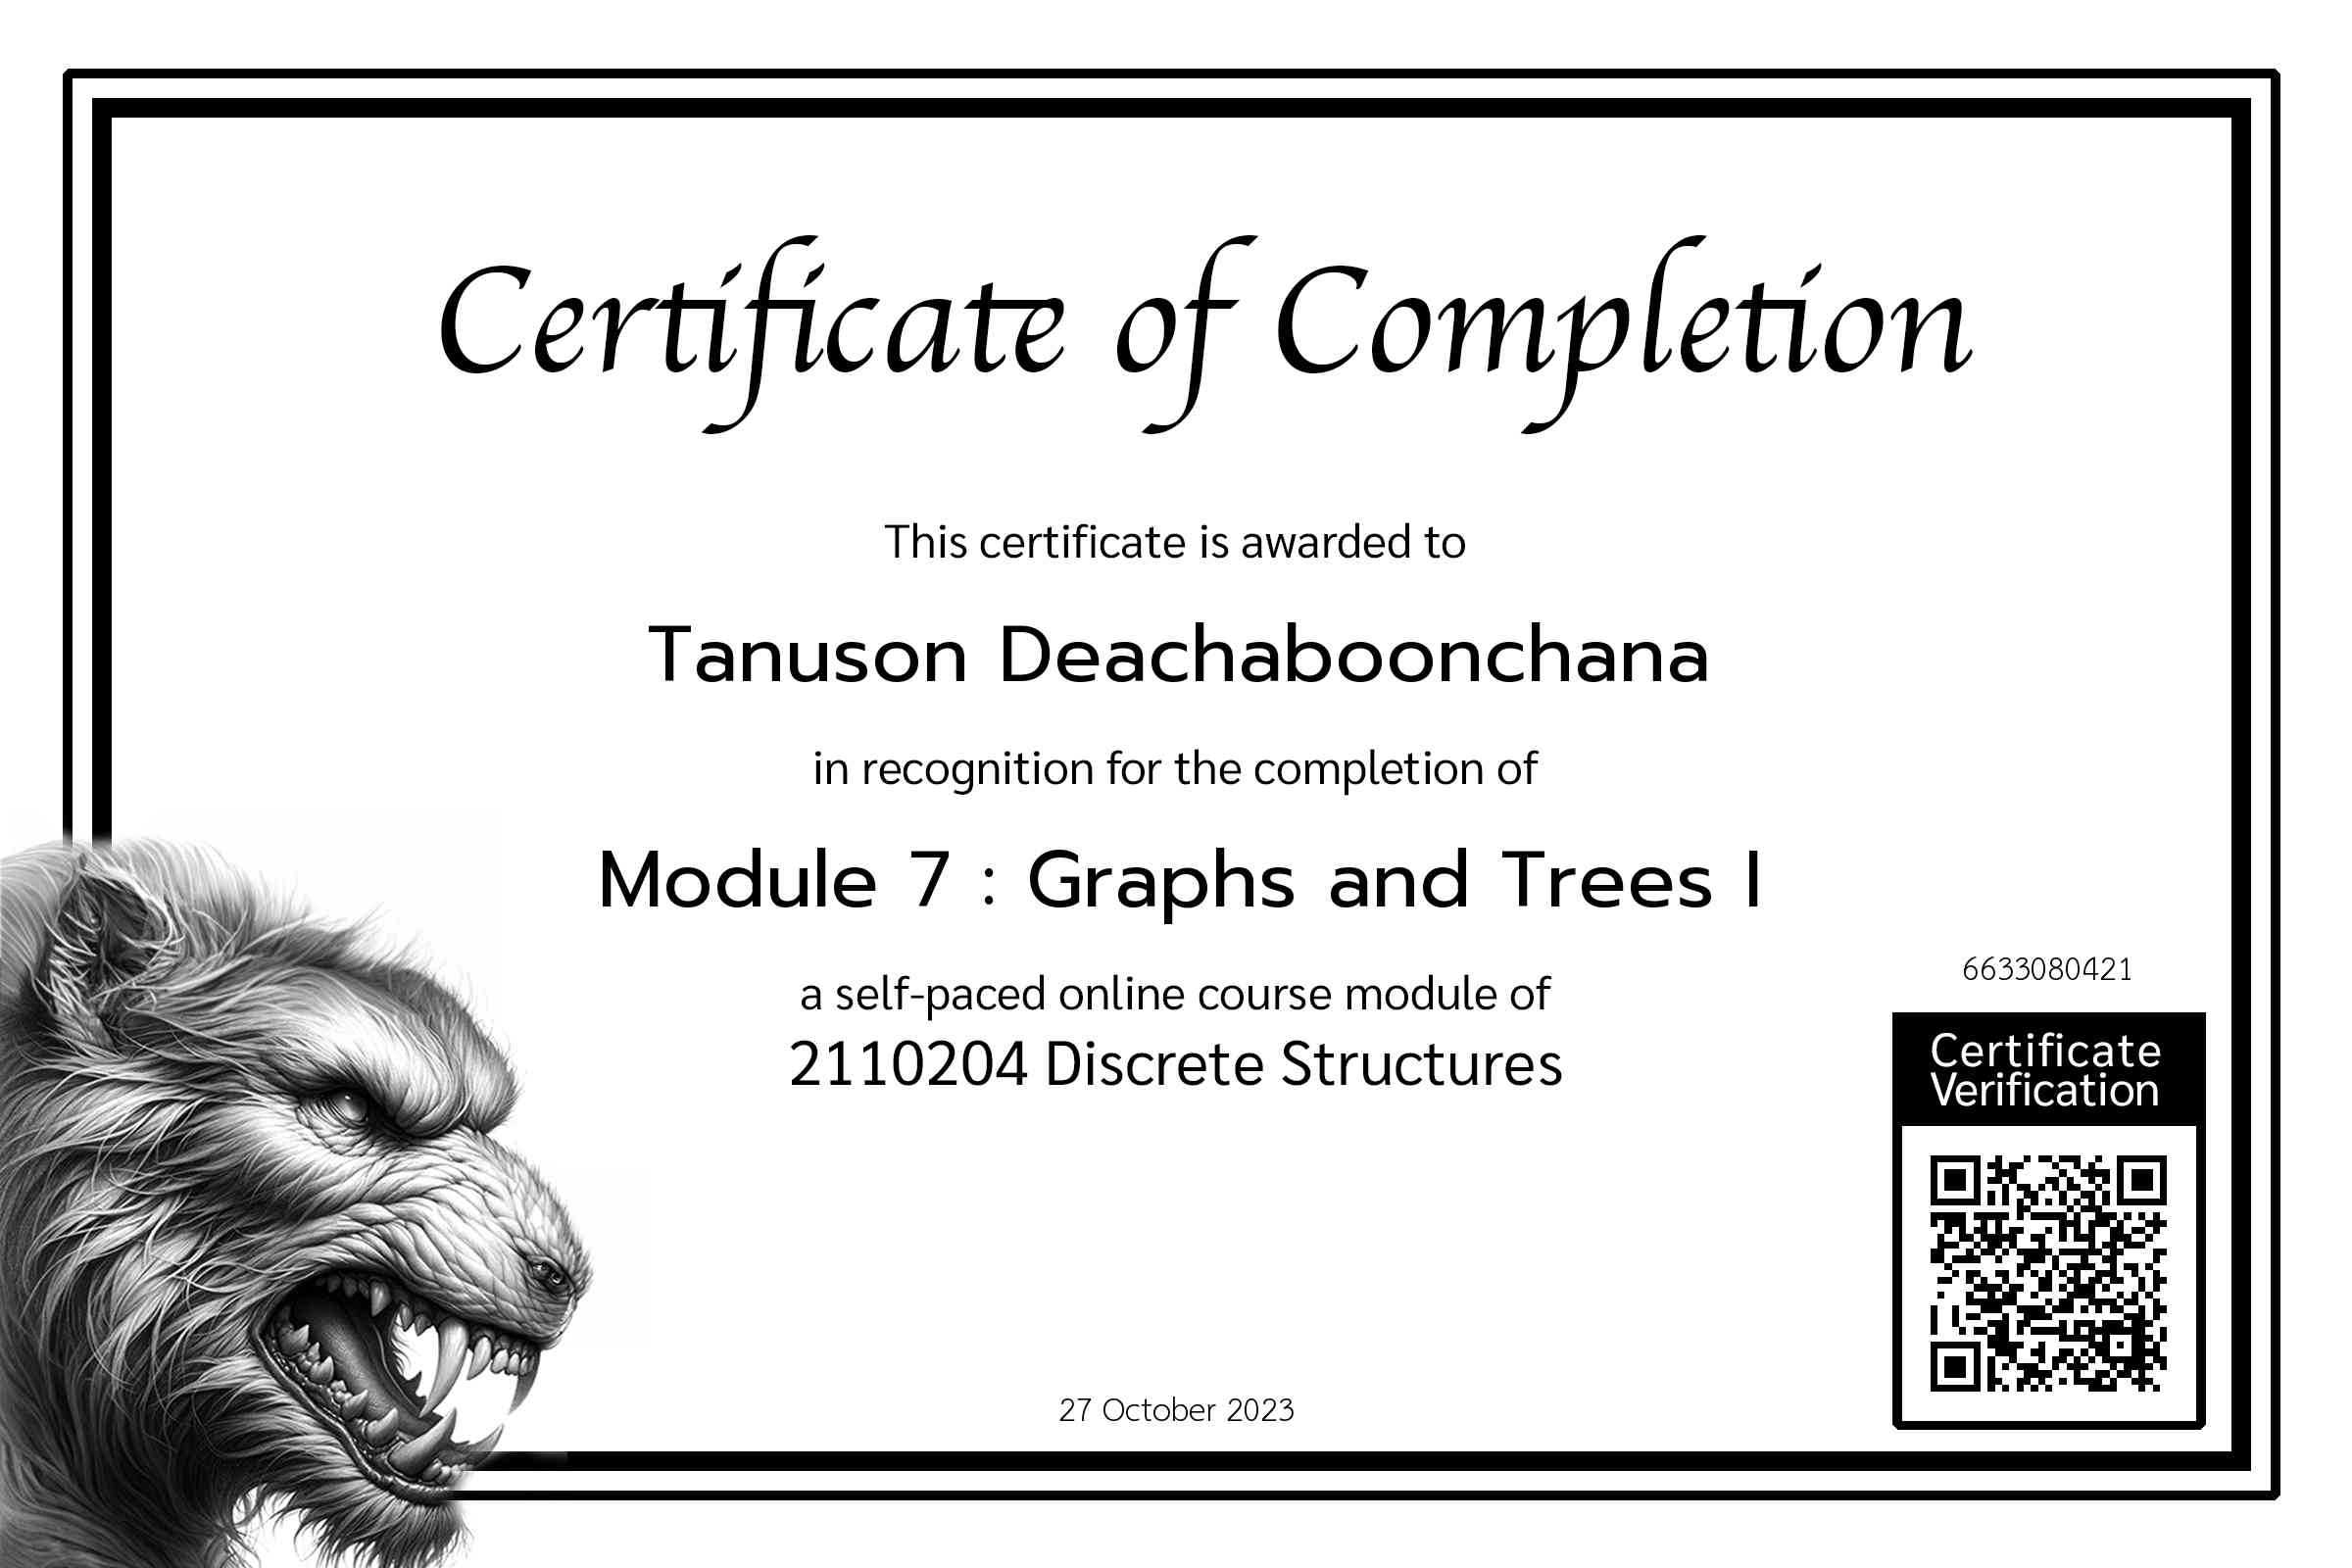 Certificate of Completion
This certificate is awarded to
Tanuson Deachaboonchana
in recognition for the completion of
Module 7 : Graphs and Trees I
a self-paced online course module of
2110204 Discrete Structures
6633080421
Certificate
Verification
27 October 2023